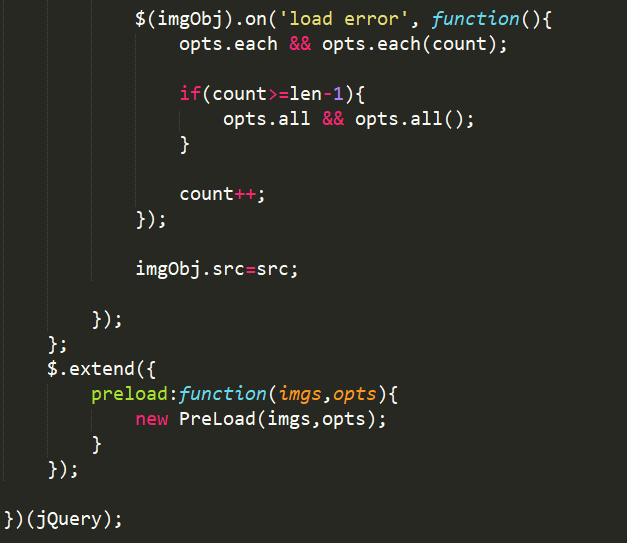 $(imgObj).on('load error', function(){
opts.each && opts.each(count);
if(count>=len-1){
opts.all && opts.all();
}
count++;
});
imgObj.src=src;
});
};
$.extend({
preload:function(imgs,opts){
new PreLoad(imgs,opts);
}
});
})(jQuery);